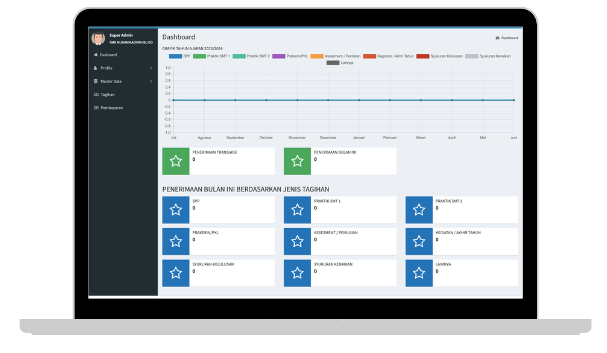 Super Admin
Dashboard
Profile
Master Data
Tagihan
Pembayaran
Dashboard
Dashboard
GRAFIK TAHUN AJARAN 2023/2024
SPP
Praktik SMT 1
Praktik SMT 2
Prakerin/PKL
Assesment / Penilaian
Kegiatan / Akhir Tahun
Syukuran Kelulusan
Syukuran Kenaikan
Lainnya
1.0
0.8
0.6
0.4
0.2
0
-0.2
-0.4
-0.6
-0.8
-1.0
Juli Agustus September Oktober November Desember Januari Februari Maret April Mei Juni
PENERIMAAN TRANSAKSI
0
PENERIMAAN BULAN INI
0
PENERIMAAN BULAN INI BERDASARKAN JENIS TAGIHAN
SPP
0
PRAKTIK SMT 1
0
PRAKTIK SMT 2
0
PRAKERIN/PKL
0
ASSESMENT / PENILAIAN
0
KEGIATAN / AKHIR TAHUN
0
SYUKURAN KELULUSAN
0
SYUKURAN KENAIKAN
0
LAINNYA
0